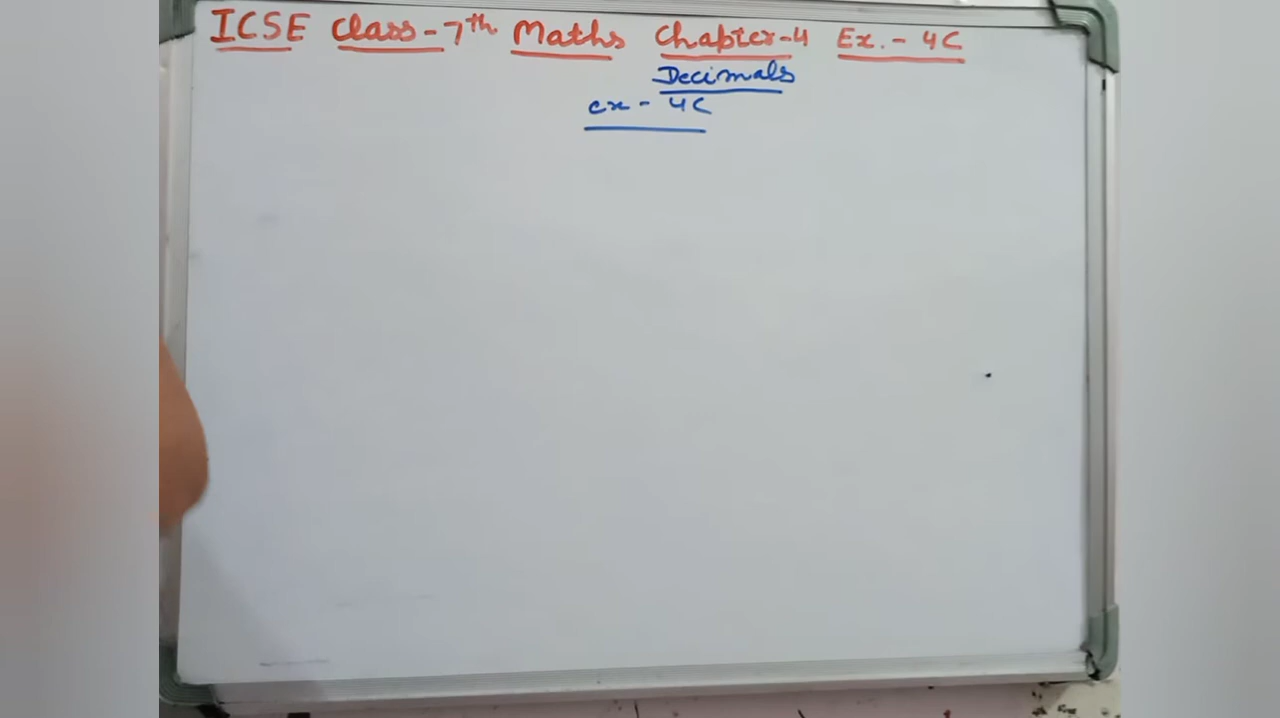 ICSE Class-7th Maths Chapter-4 Ex.- 4C
Decimals
ex- 4C